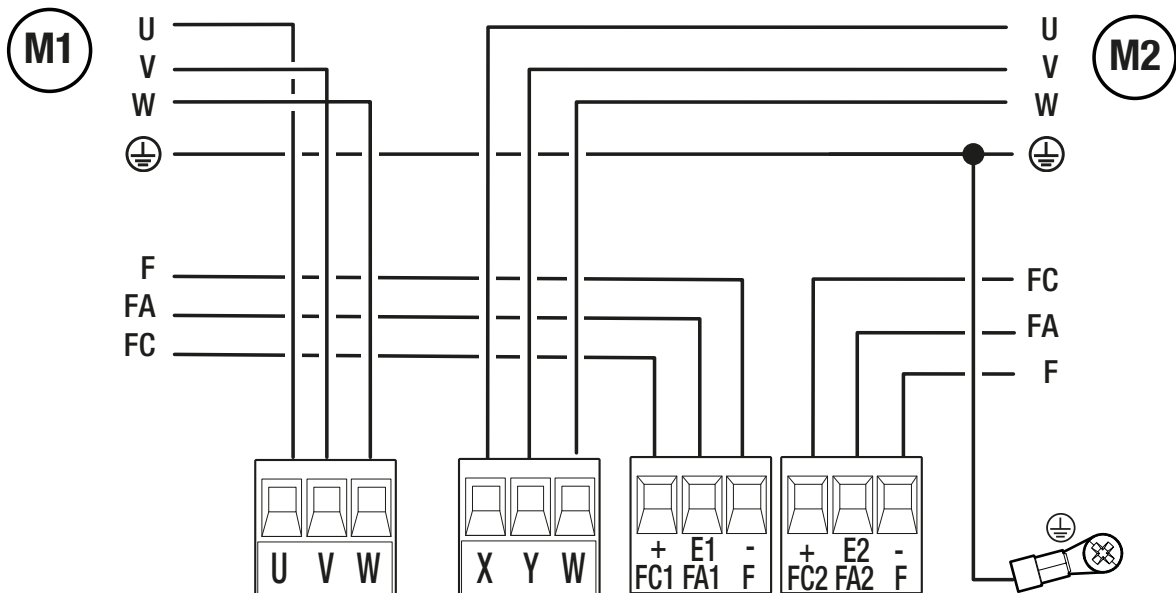 M1
U
V
W
F
FA
FC
U
V
W
M2
FC
FA
F
U V W
X Y W
+ E1 -
FC1 FA1 F
+ E2 -
FC2 FA2 F